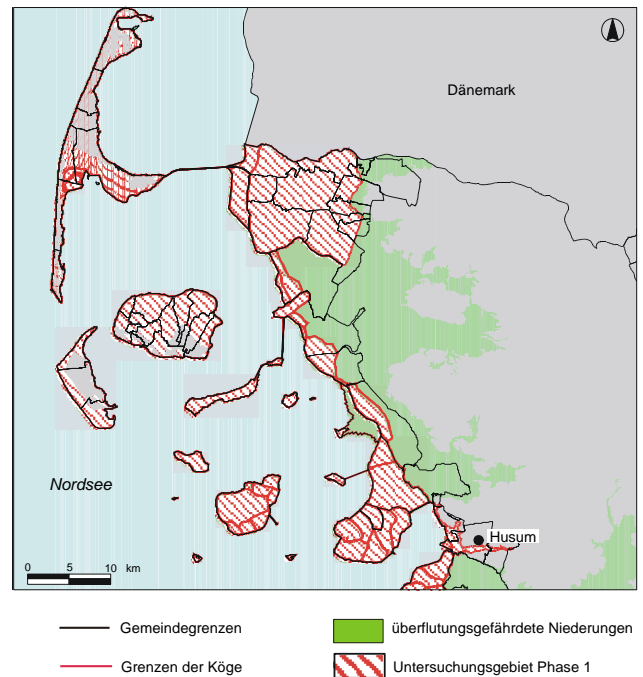 Dänemark
Nordsee
Husum
0 5 10 km
Gemeindegrenzen
überflutungsgefährdete Niederungen
Grenzen der Köge
Untersuchungsgebiet Phase 1